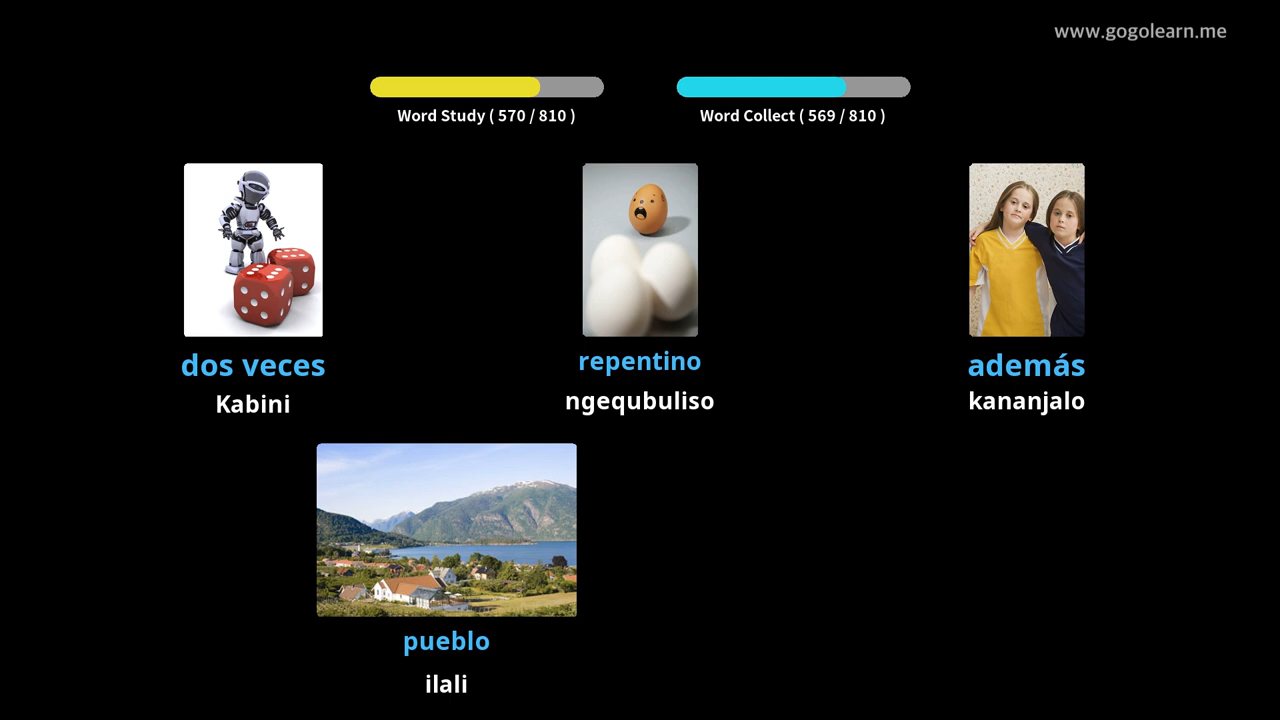 www.gogolearn.me
Word Study ( 570 / 810 )
Word Collect ( 569 / 810 )
dos veces
Kabini
repentino
ngequbuliso
además
kananjalo
pueblo
ilali